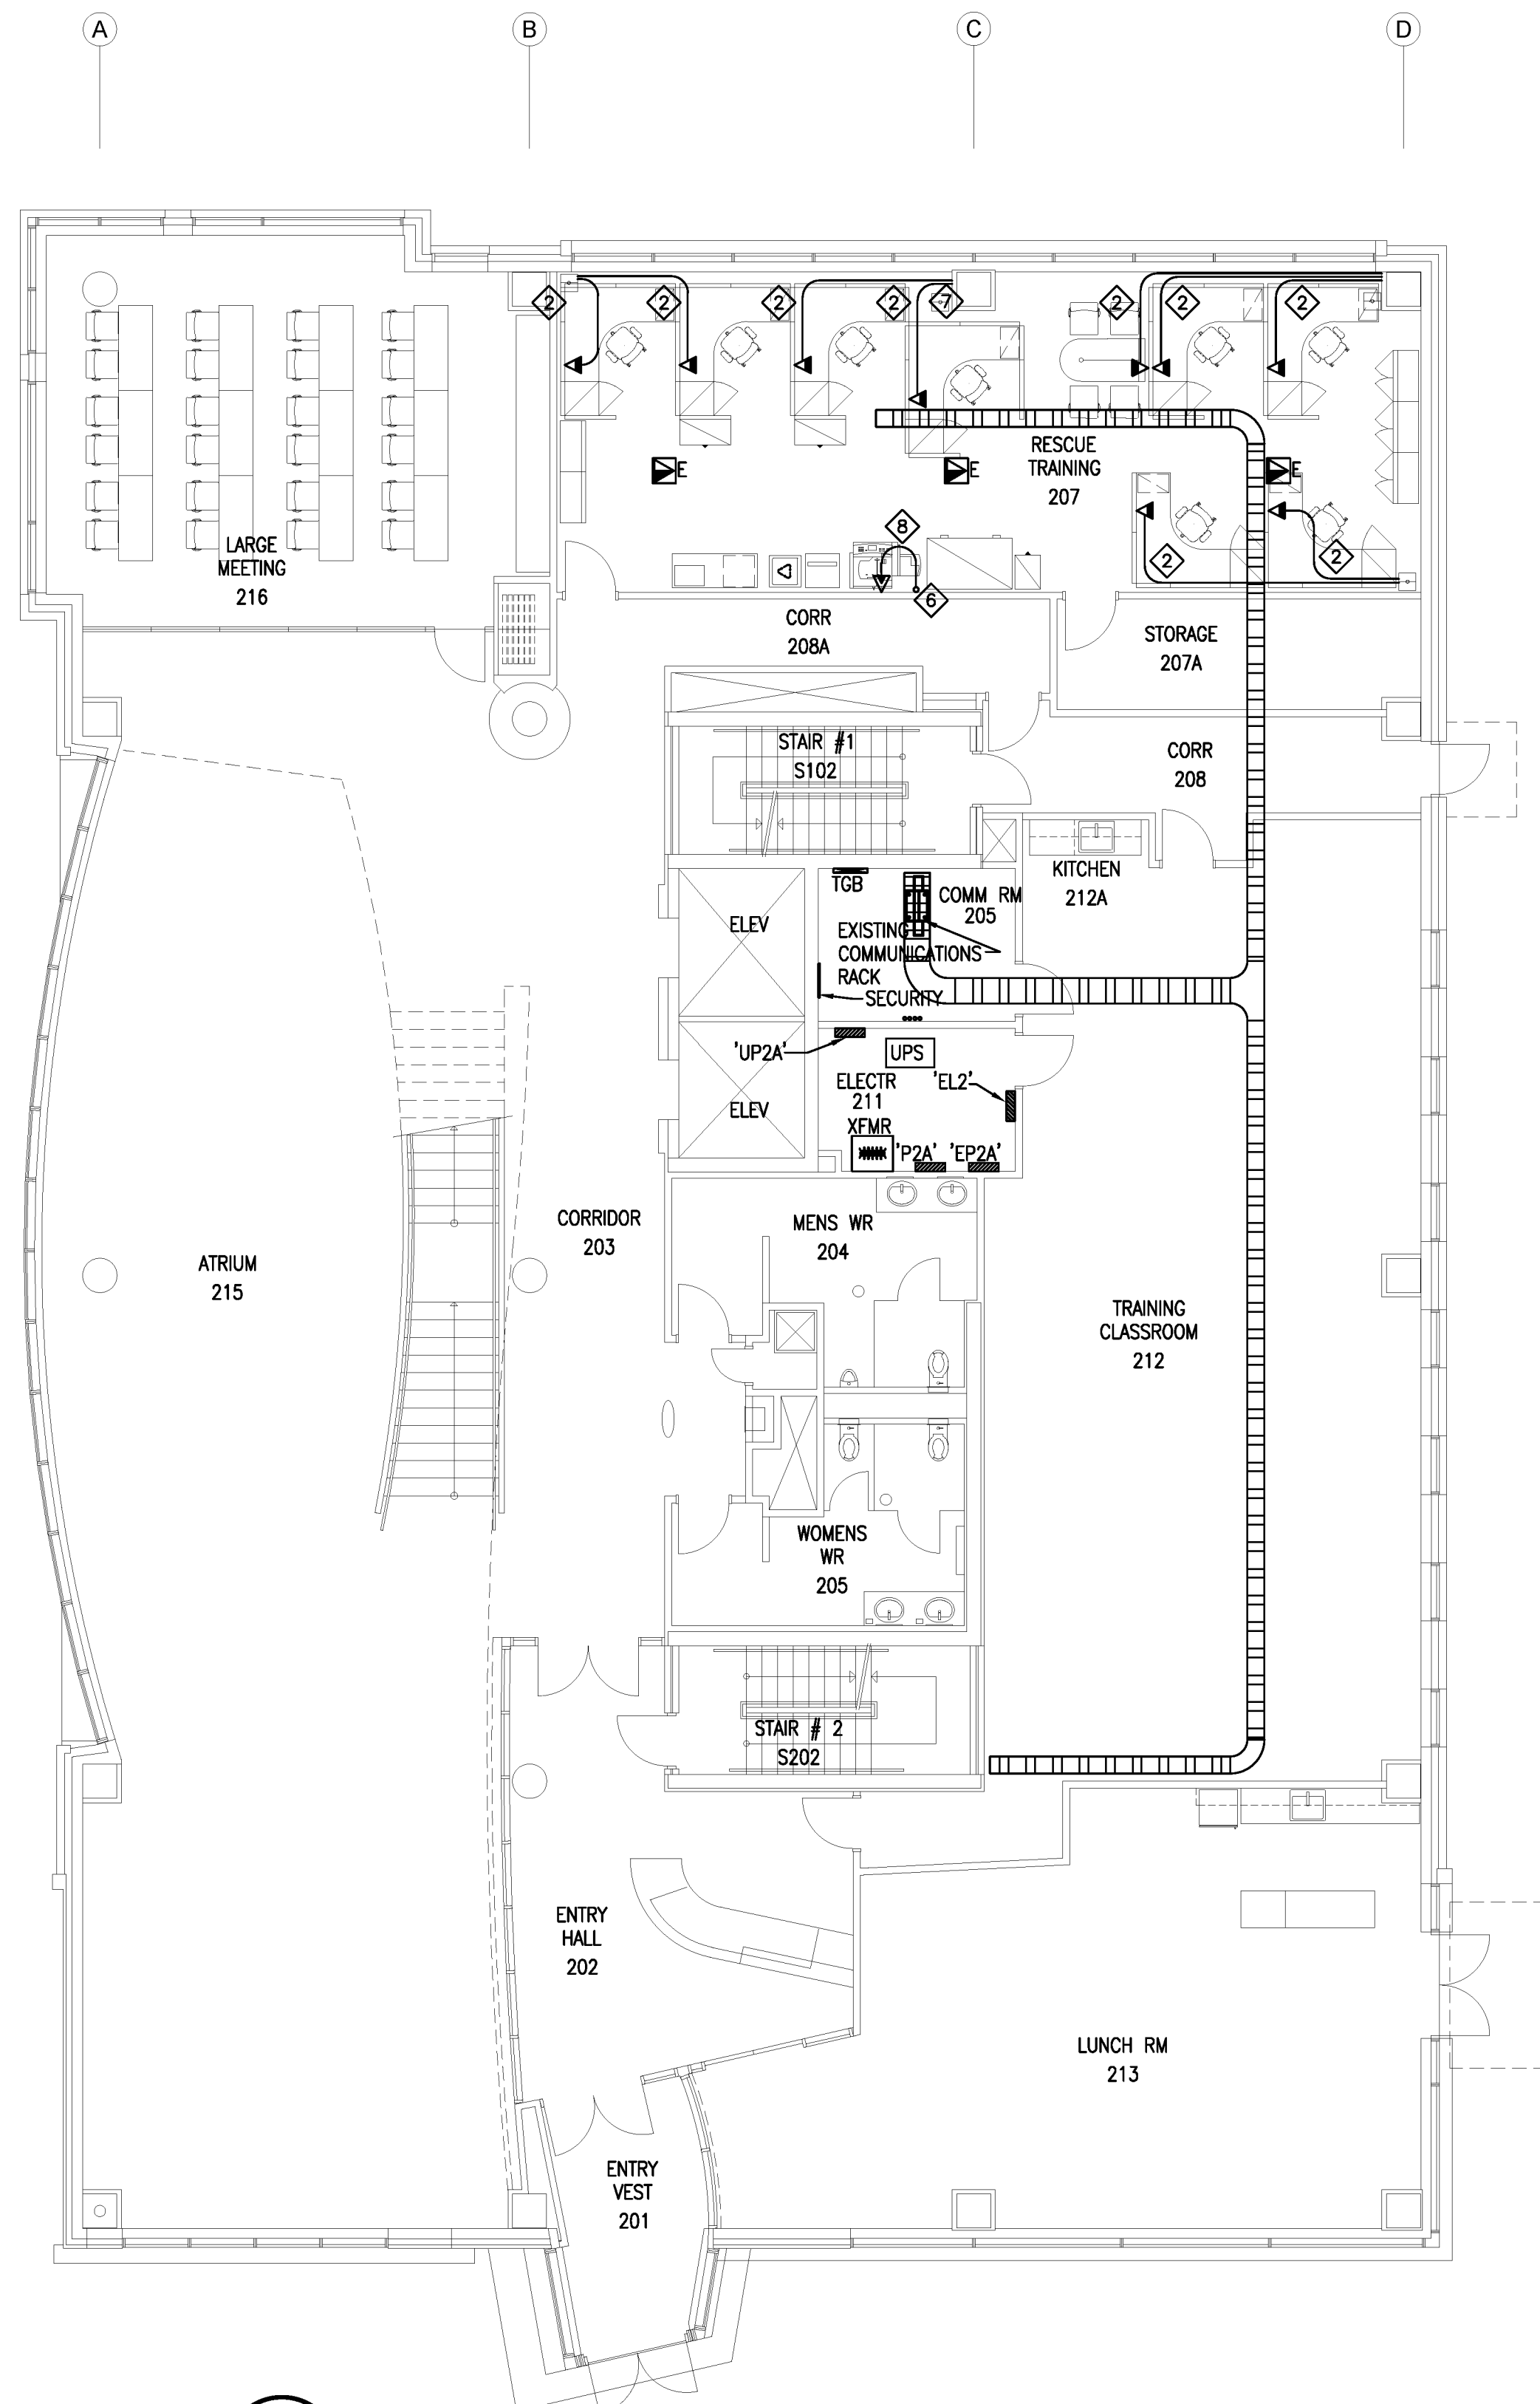 A
B
C
D
2
2
2
2
7
2
2
2
RESCUE
TRAINING
207
E
E
E
8
6
2
2
LARGE
MEETING
216
CORR
208A
STORAGE
207A
STAIR #1
S102
CORR
208
KITCHEN
212A
TGB
COMM RM
205
EXISTING
COMMUNICATIONS
RACK
SECURITY
ELEV
'UP2A'
UPS
ELECTR
211
'EL2'
ELEV
XFMR
'P2A'
'EP2A'
MENS WR
204
CORRIDOR
203
ATRIUM
215
TRAINING
CLASSROOM
212
WOMENS
WR
205
STAIR # 2
S202
ENTRY
HALL
202
LUNCH RM
213
ENTRY
VEST
201